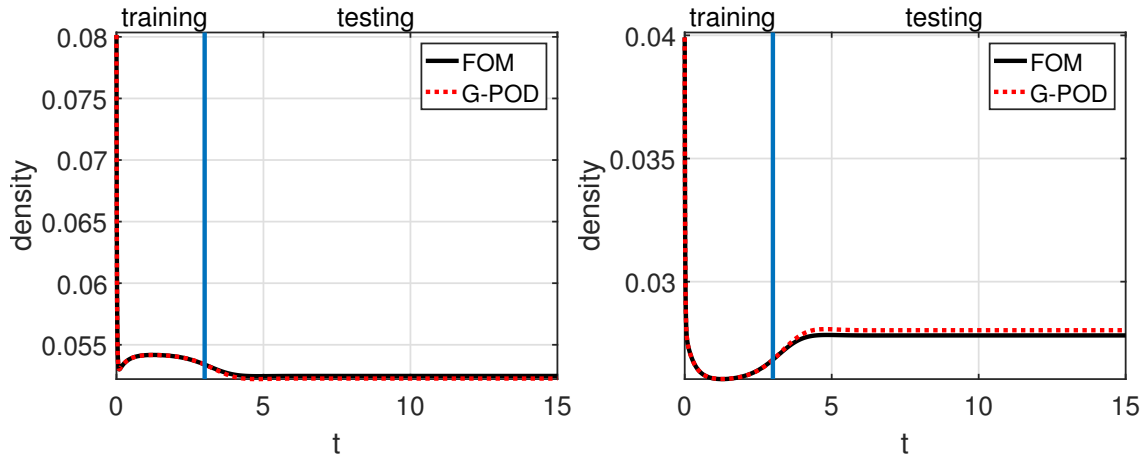 training testing
0.08
0.075
0.07
0.065
0.06
0.055
density
0 5 10 15
t
FOM
G-POD
training testing
0.04
0.035
0.03
density
0 5 10 15
t
FOM
G-POD